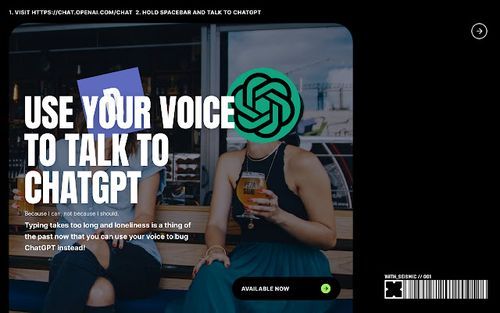 1. VISIT HTTPS://CHAT.OPENAI.COM/CHAT 2. HOLD SPACEBAR AND TALK TO CHATGPT
USE YOUR VOICE
TO TALK TO
CHATGPT
Because I can, not because I should.
Typing takes too long and loneliness is a thing of
the past now that you can use your voice to bug
ChatGPT instead!
AVAILABLE NOW
WITH_SEISMIC // 001